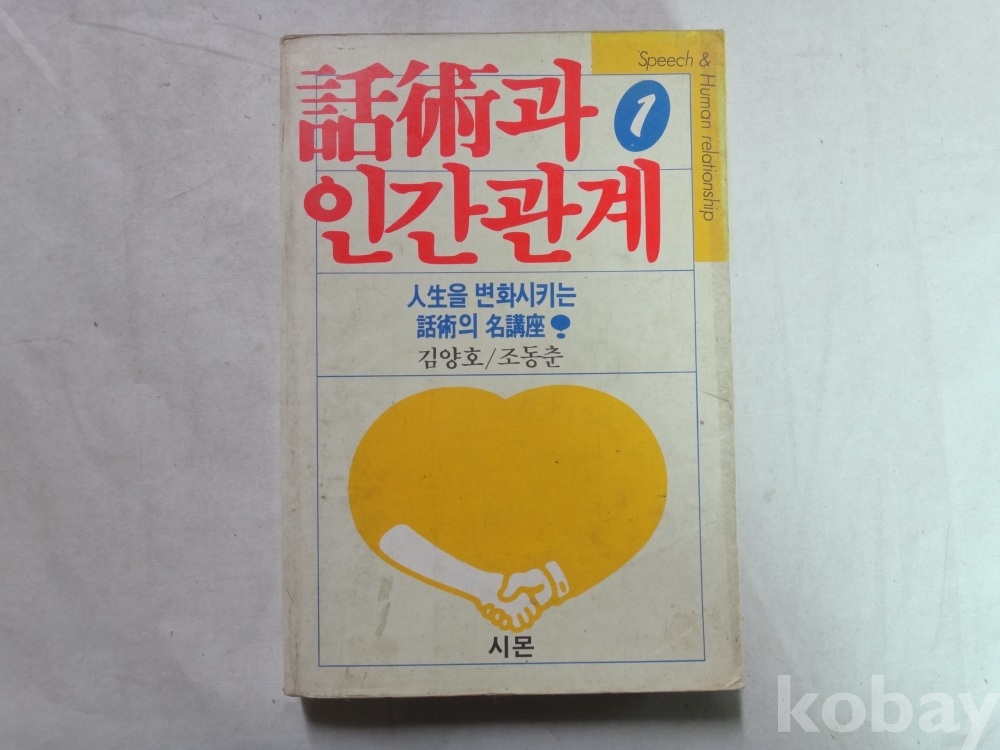 Speech & Human relationship
話術과 1
인간관계
人生을 변화시키는
話術의 名講座
김양호/조동춘
시몬
kobay